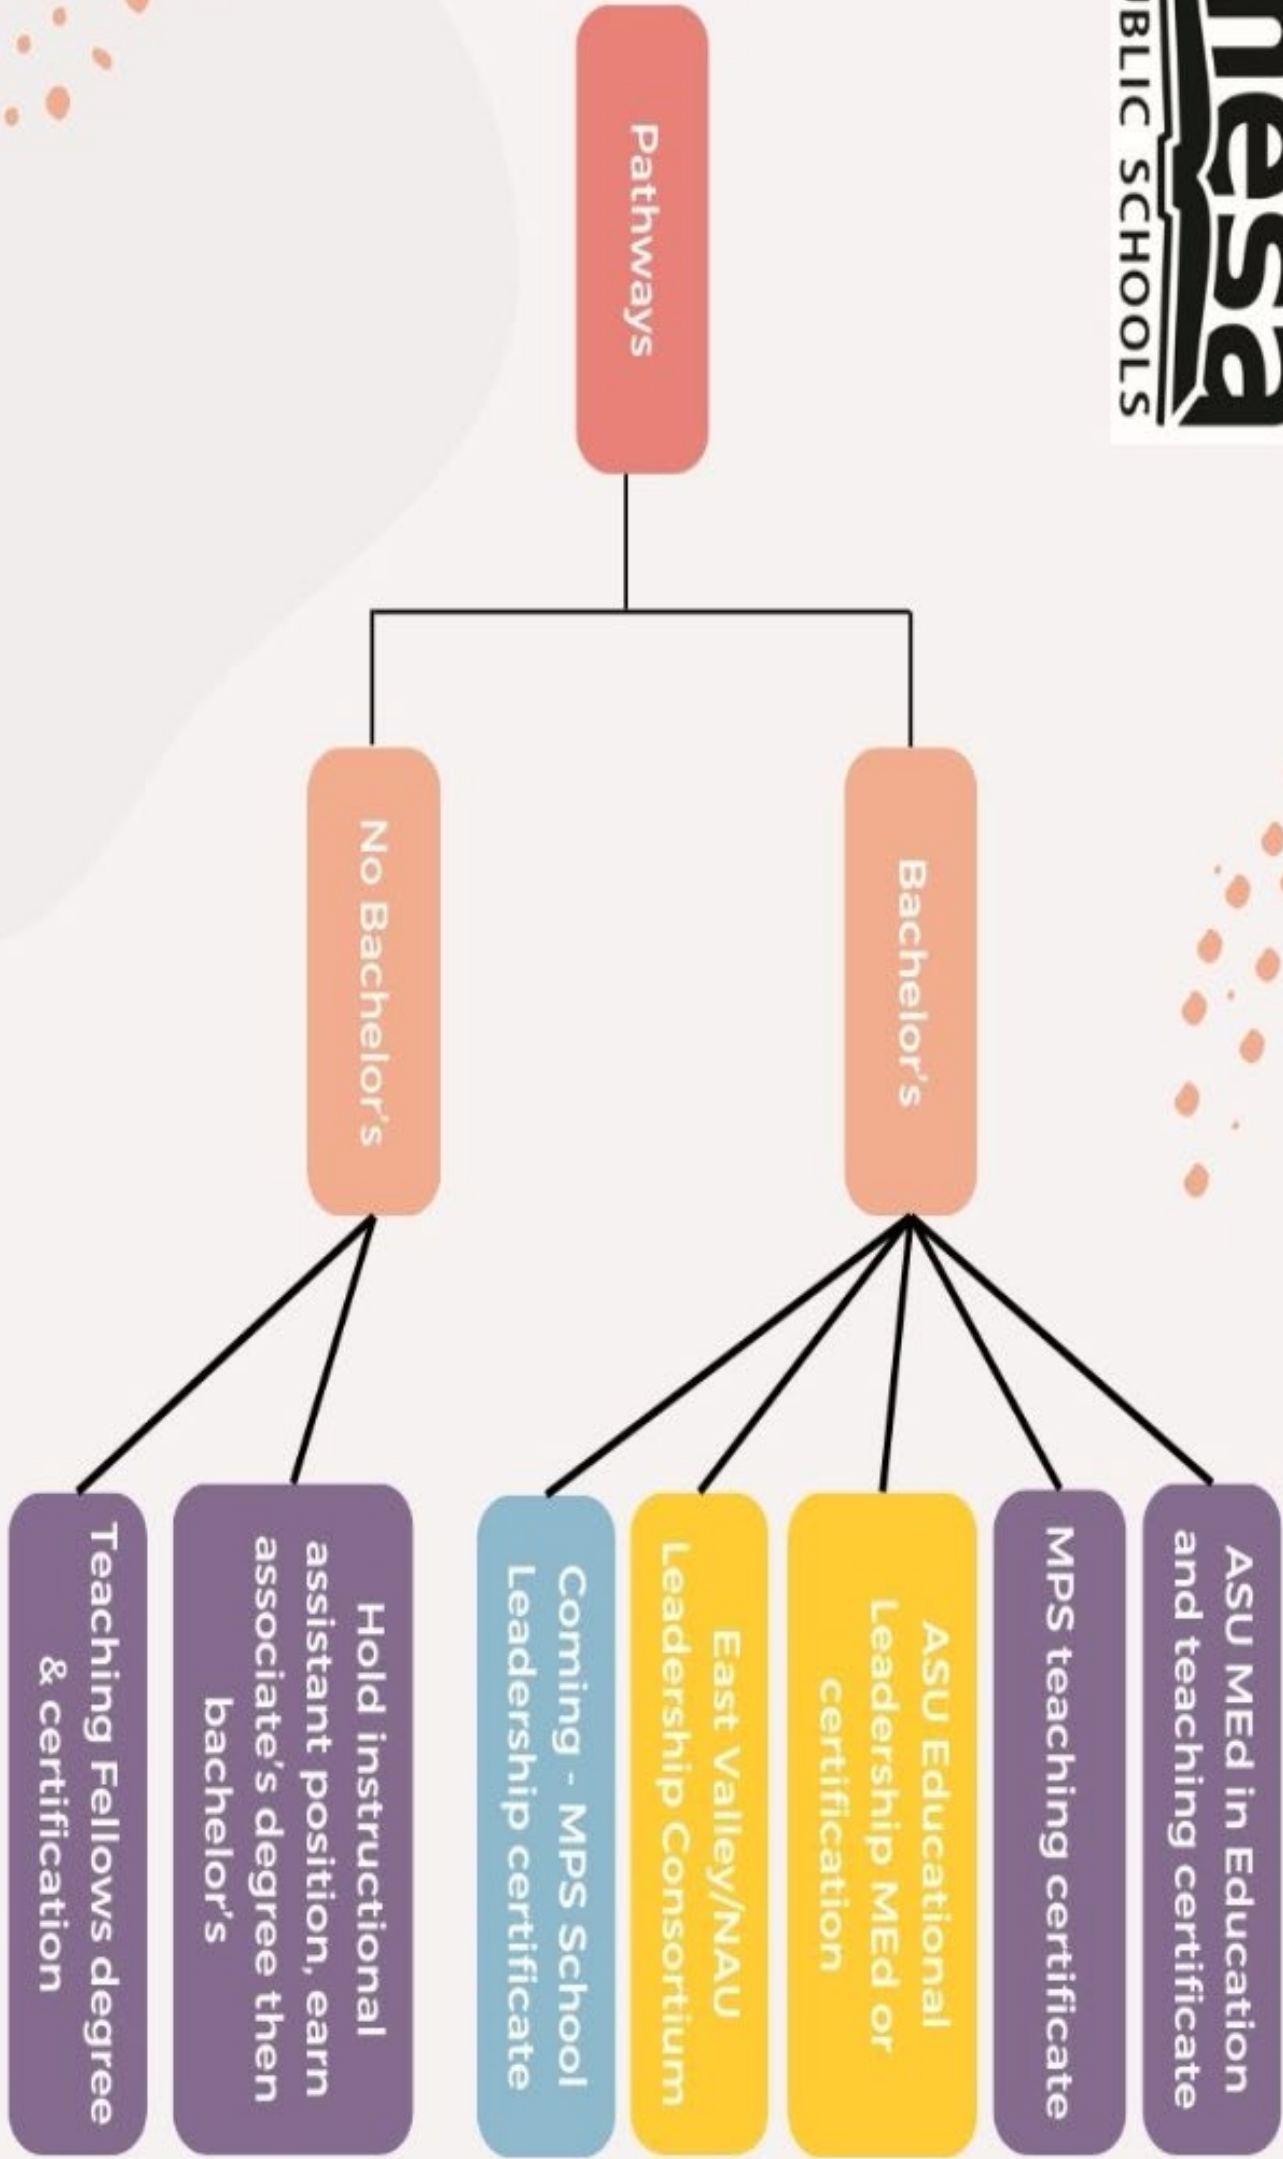 mesa
PUBLIC SCHOOLS
Pathways
Bachelor's
ASU MEd in Education
and teaching certificate
MPS teaching certificate
ASU Educational
Leadership MEd or
certification
East Valley/NAU
Leadership Consortium
Coming - MPS School
Leadership certificate
No Bachelor's
Hold instructional
assistant position, earn
associate's degree then
bachelor's
Teaching Fellows degree
& certification